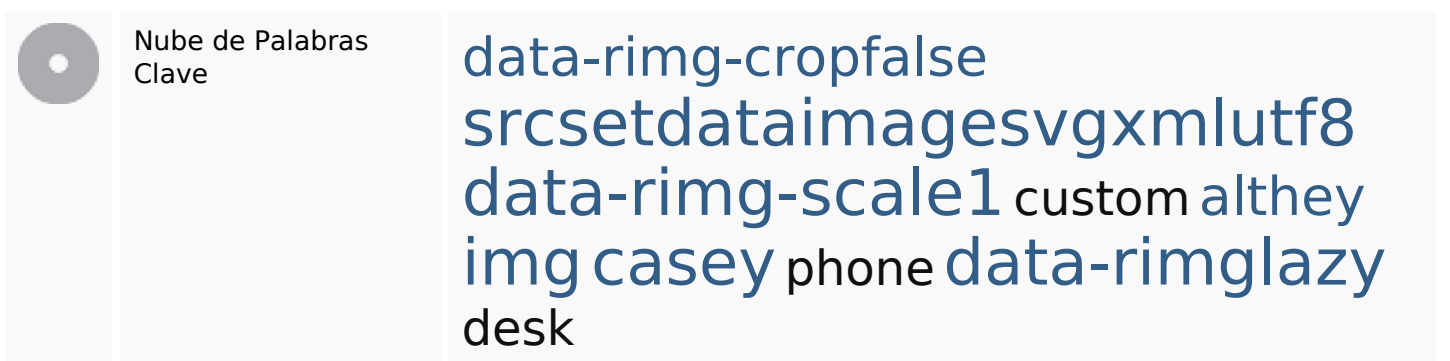 Nube de Palabras
Clave
data-rimg-cropfalse
srcsetdataimagesvgxmlutf8
data-rimg-scale1 custom althey
img casey phone data-rimglazy
desk